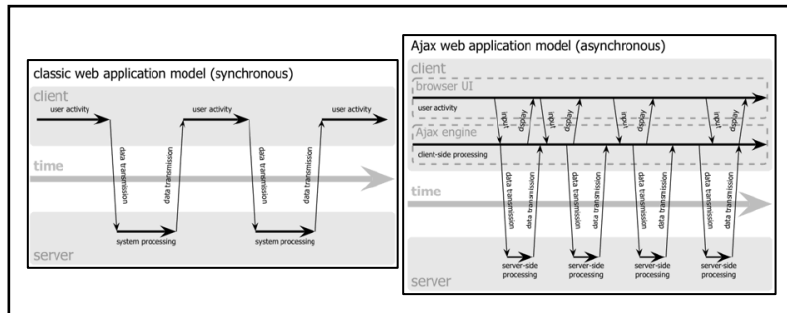 classic web application model (synchronous)
client
user activity
user activity
user activity
data transmission
data transmission
data transmission
data transmission
time
system processing
system processing
server
Ajax web application model (asynchronous)
client
browser UI
user activity
input
display
input
display
input
display
input
display
Ajax engine
client-side processing
data transmission
data transmission
data transmission
data transmission
data transmission
data transmission
data transmission
data transmission
time
server-side
processing
server-side
processing
server-side
processing
server-side
processing
server